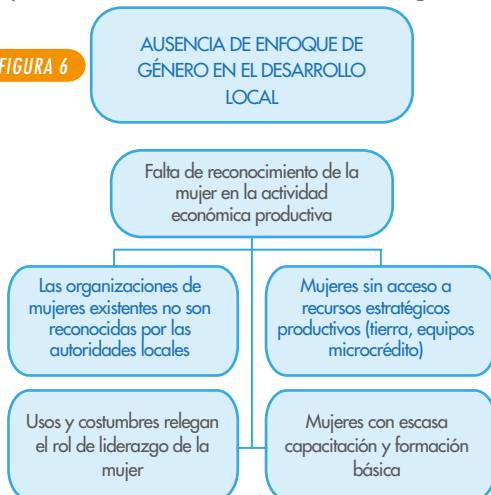 FIGURA 6
AUSENCIA DE ENFOQUE DE
GÉNERO EN EL DESARROLLO
LOCAL
Falta de reconocimiento de la
mujer en la actividad
económica productiva
Las organizaciones de
mujeres existentes no son
reconocidas por las
autoridades locales
Mujeres sin acceso a
recursos estratégicos
productivos (tierra, equipos
microcrédito)
Usos y costumbres relegan
el rol de liderazgo de la
mujer
Mujeres con escasa
capacitación y formación
básica